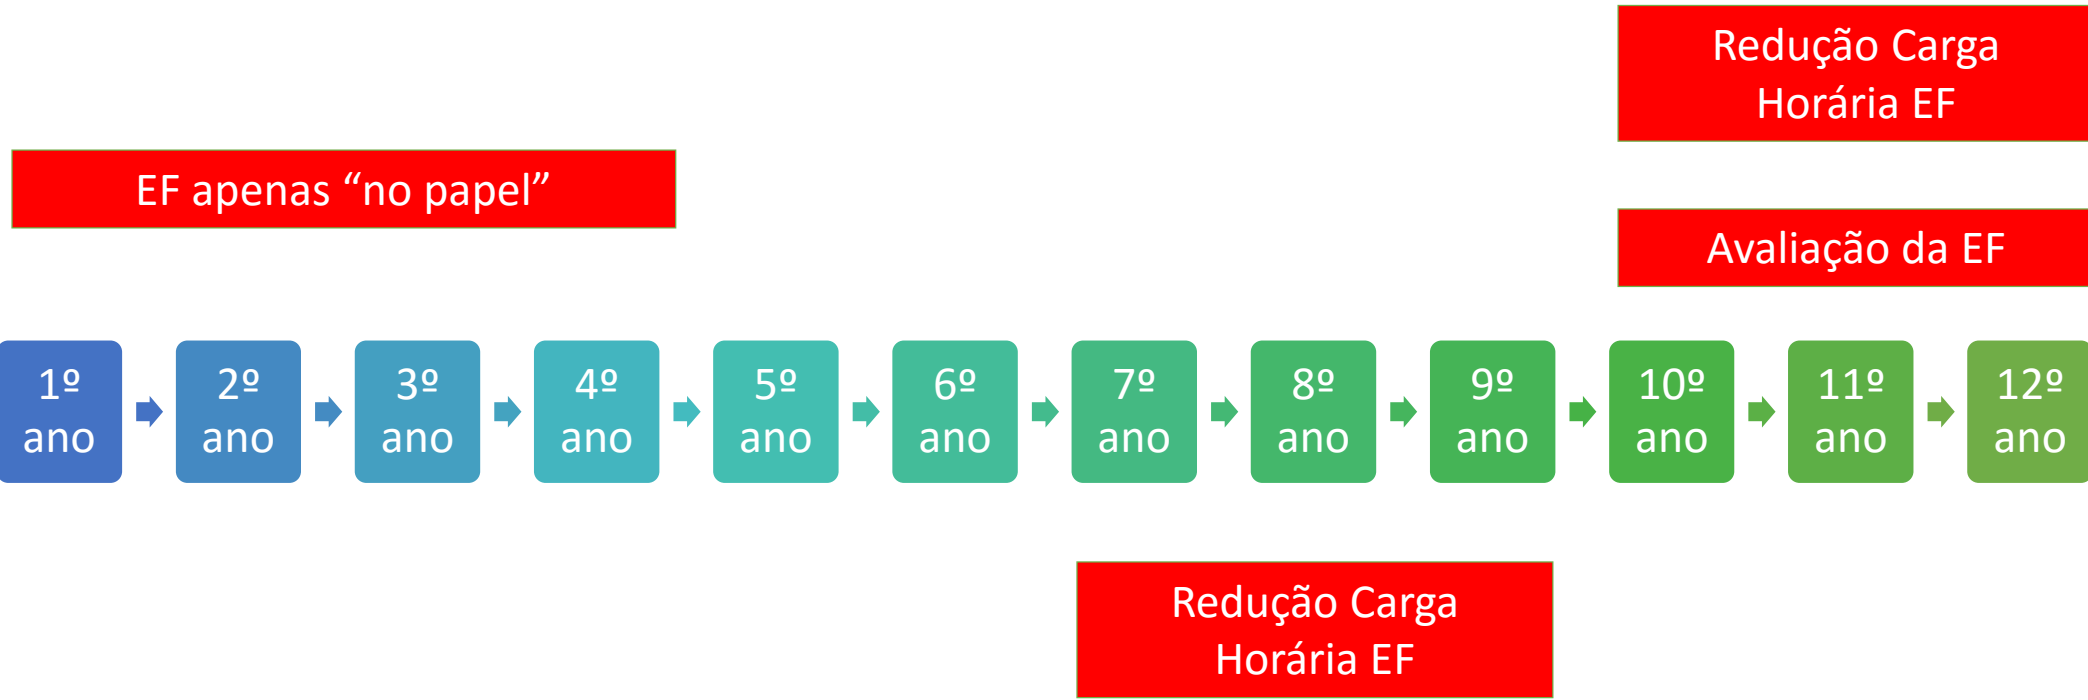 Redução Carga
Horária EF
EF apenas “no papel”
Avaliação da EF
1º
ano
2º
ano
3º
ano
4º
ano
5º
ano
6º
ano
7º
ano
8º
ano
9º
ano
10º
ano
11º
ano
12º
ano
Redução Carga
Horária EF